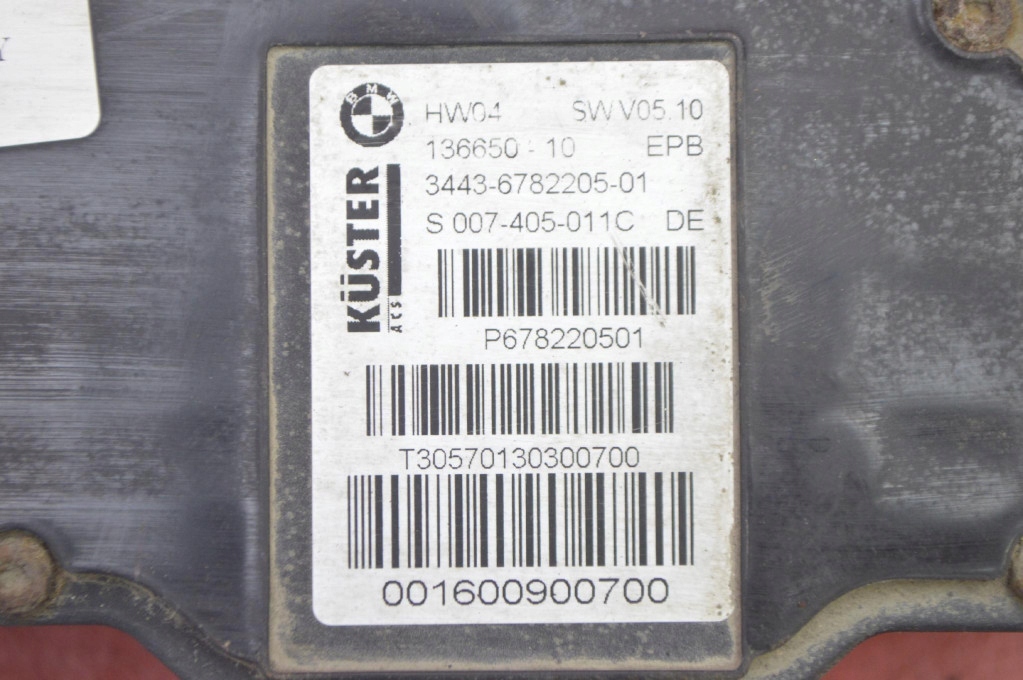 Y
BMW
HW04 SW V05.10
136650 - 10 EPB
3443-6782205-01
S 007-405-011C DE
KÜSTER
ACS
P678220501
T30570130300700
001600900700